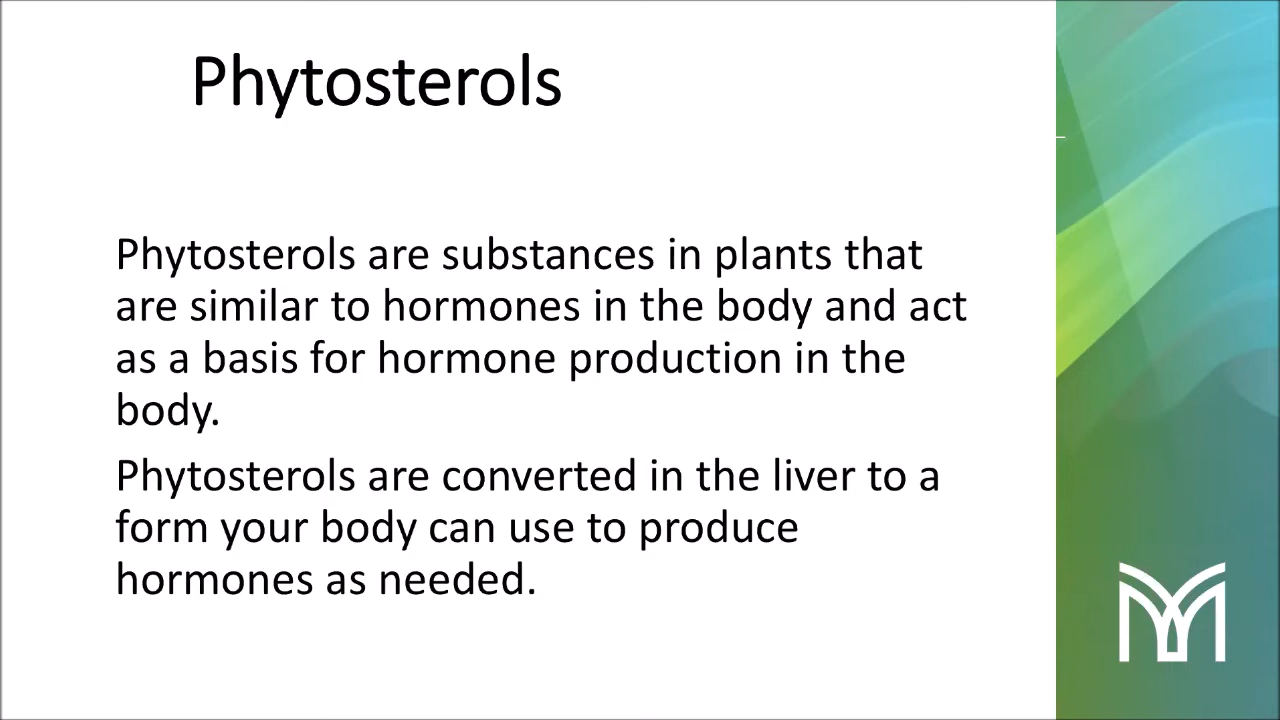 Phytosterols
Phytosterols are substances in plants that
are similar to hormones in the body and act
as a basis for hormone production in the
body.
Phytosterols are converted in the liver to a
form your body can use to produce
hormones as needed.